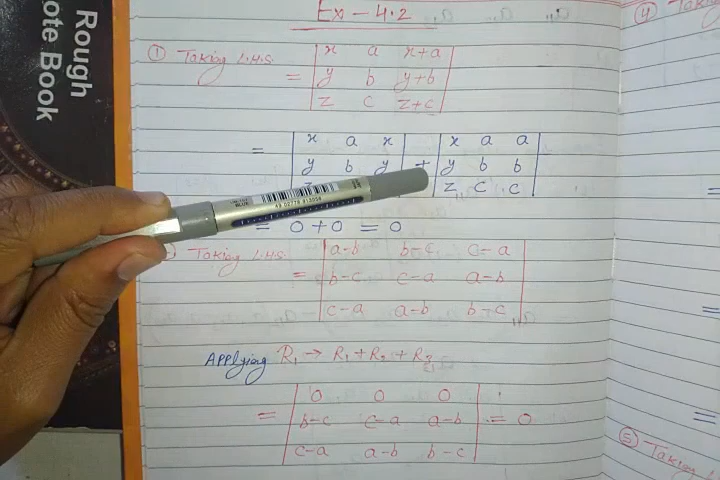 Rough
ote Book
Ex - 4.2
① Taking L.H.S.
= | x a x+a |
| y b y+b |
| z c z+c |
= | x a x | + | x a a |
| y b y | | y b b |
| z | z c c |
= 0 + 0 = 0
Taking L.H.S.
= | a-b b-c c-a |
| b-c c-a a-b |
| c-a a-b b-c |
Applying R₁ → R₁ + R₂ + R₃
= | 0 0 0 |
| b-c c-a a-b | = 0
| c-a a-b b-c |
④
=
=
=
⑤ Taking